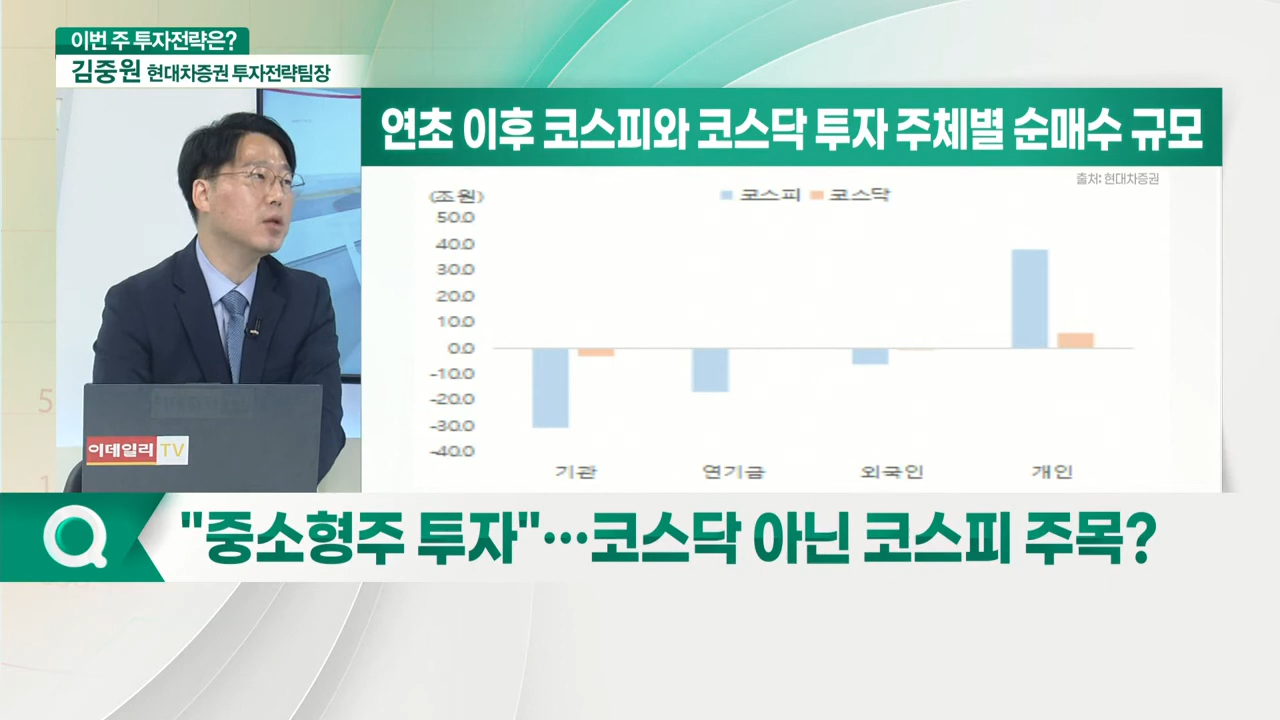 이번 주 투자전략은?
김중원 현대차증권 투자전략팀장
연초 이후 코스피와 코스닥 투자 주체별 순매수 규모
출처: 현대차증권
(조 원) 코스피 코스닥
50.0
40.0
30.0
20.0
10.0
0.0
-10.0
-20.0
-30.0
-40.0
기관 연기금 외국인 개인
이데일리 TV
"중소형주 투자"…코스닥 아닌 코스피 주목?